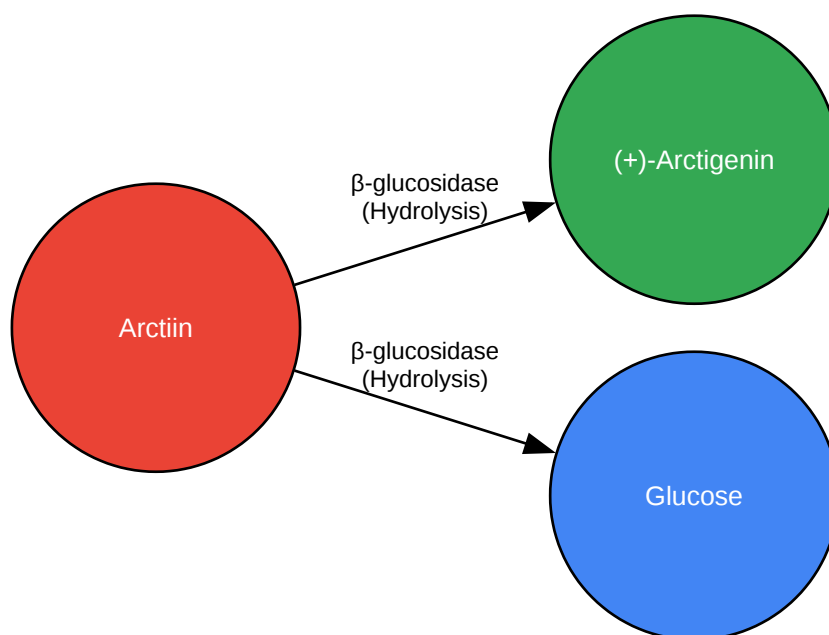 (+)-Arctigenin
β-glucosidase
(Hydrolysis)
Arctiin
β-glucosidase
(Hydrolysis)
Glucose